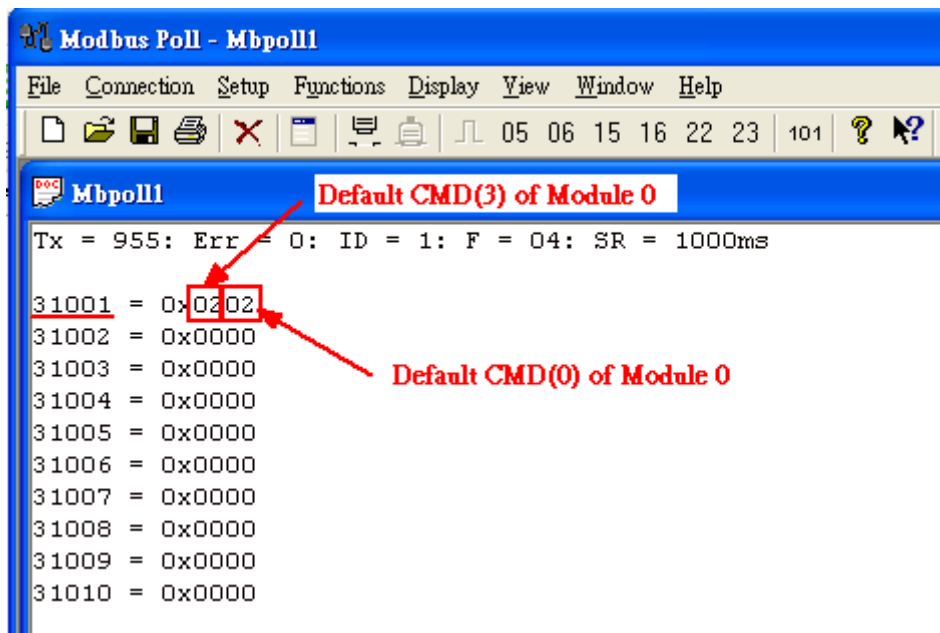 Modbus Poll - Mbpoll1
File Connection Setup Functions Display View Window Help
05 06 15 16 22 23 101
DOC Mbpoll1
Default CMD(3) of Module 0
Tx = 955: Err = 0: ID = 1: F = 04: SR = 1000ms
31001 = 0x0202
Default CMD(0) of Module 0
31002 = 0x0000
31003 = 0x0000
31004 = 0x0000
31005 = 0x0000
31006 = 0x0000
31007 = 0x0000
31008 = 0x0000
31009 = 0x0000
31010 = 0x0000